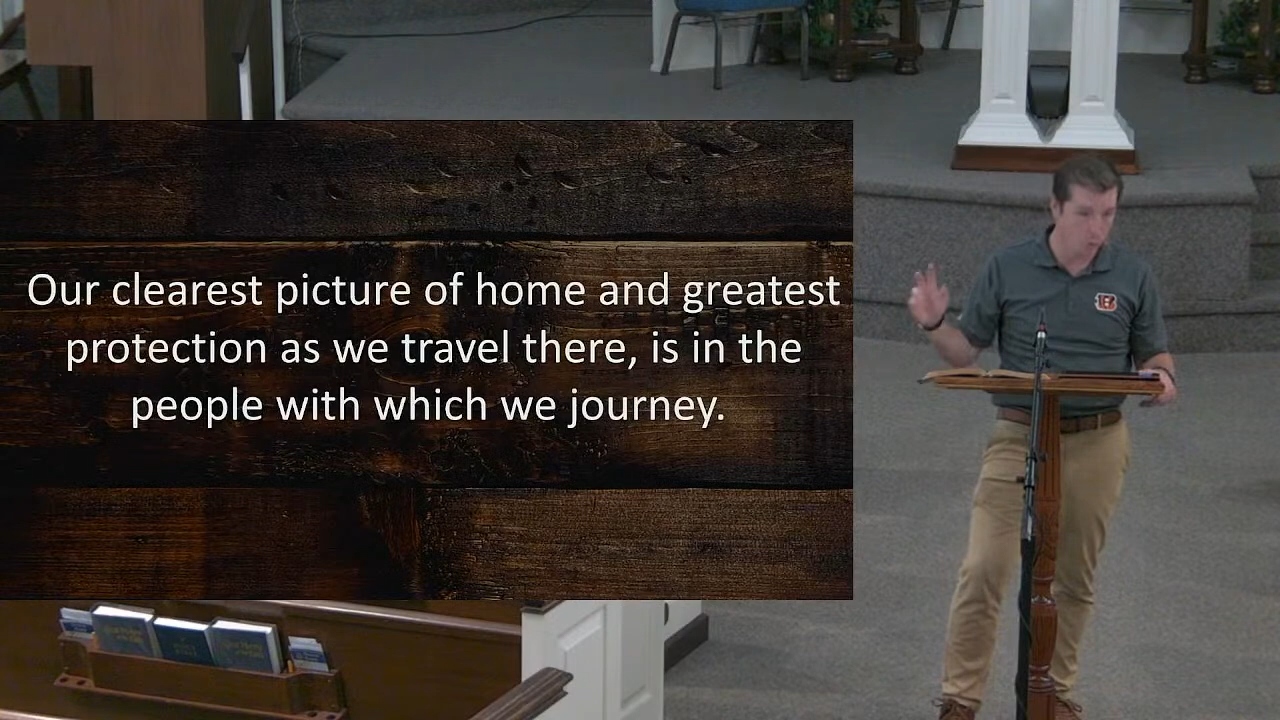 Our clearest picture of home and greatest
protection as we travel there, is in the
people with which we journey.